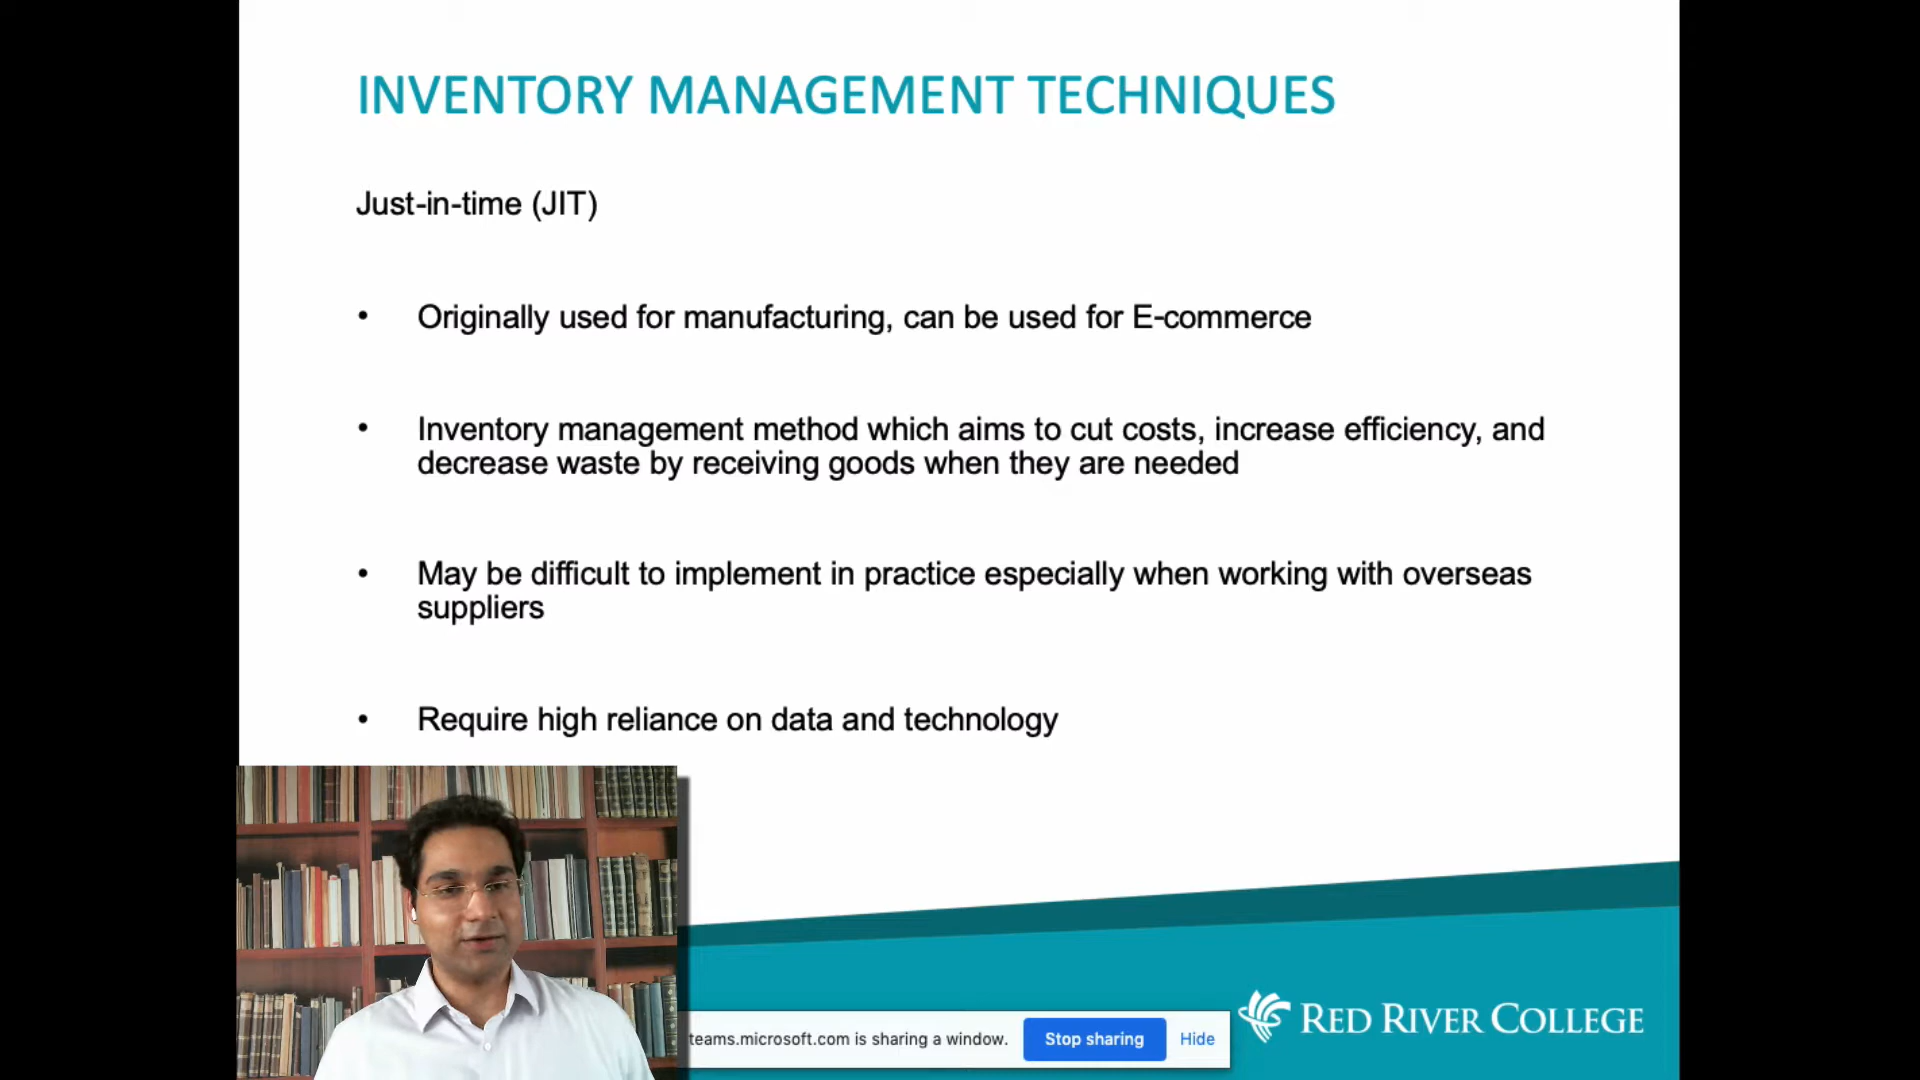 INVENTORY MANAGEMENT TECHNIQUES
Just-in-time (JIT)
• Originally used for manufacturing, can be used for E-commerce
• Inventory management method which aims to cut costs, increase efficiency, and
decrease waste by receiving goods when they are needed
• May be difficult to implement in practice especially when working with overseas
suppliers
• Require high reliance on data and technology
teams.microsoft.com is sharing a window.
Stop sharing
Hide
RED RIVER COLLEGE